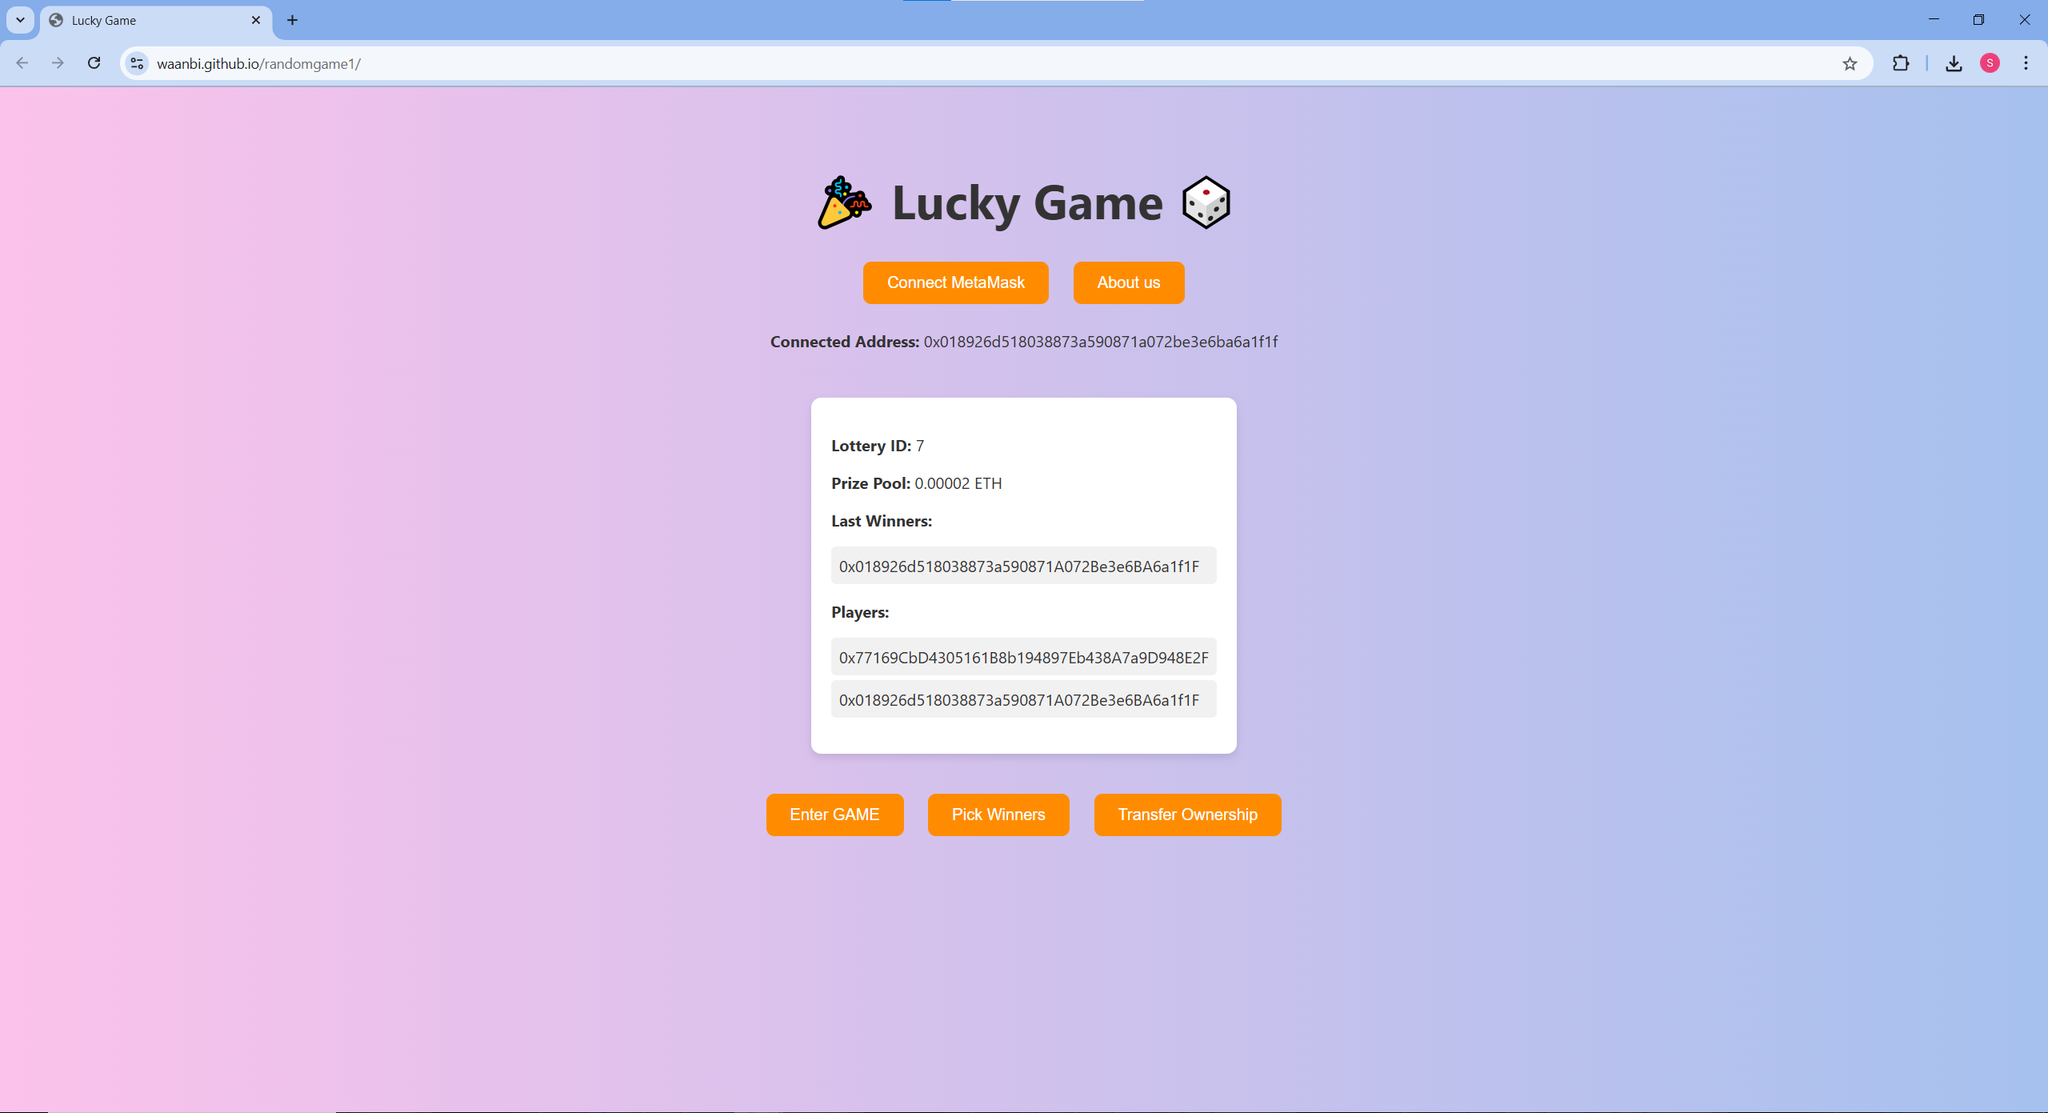 Lucky Game
waanbi.github.io/randomgame1/
S
Lucky Game
Connect MetaMask
About us
Connected Address: 0x018926d518038873a590871a072be3e6ba6a1f1f
Lottery ID: 7
Prize Pool: 0.00002 ETH
Last Winners:
0x018926d518038873a590871A072Be3e6BA6a1f1F
Players:
0x77169CbD4305161B8b194897Eb438A7a9D948E2F
0x018926d518038873a590871A072Be3e6BA6a1f1F
Enter GAME
Pick Winners
Transfer Ownership